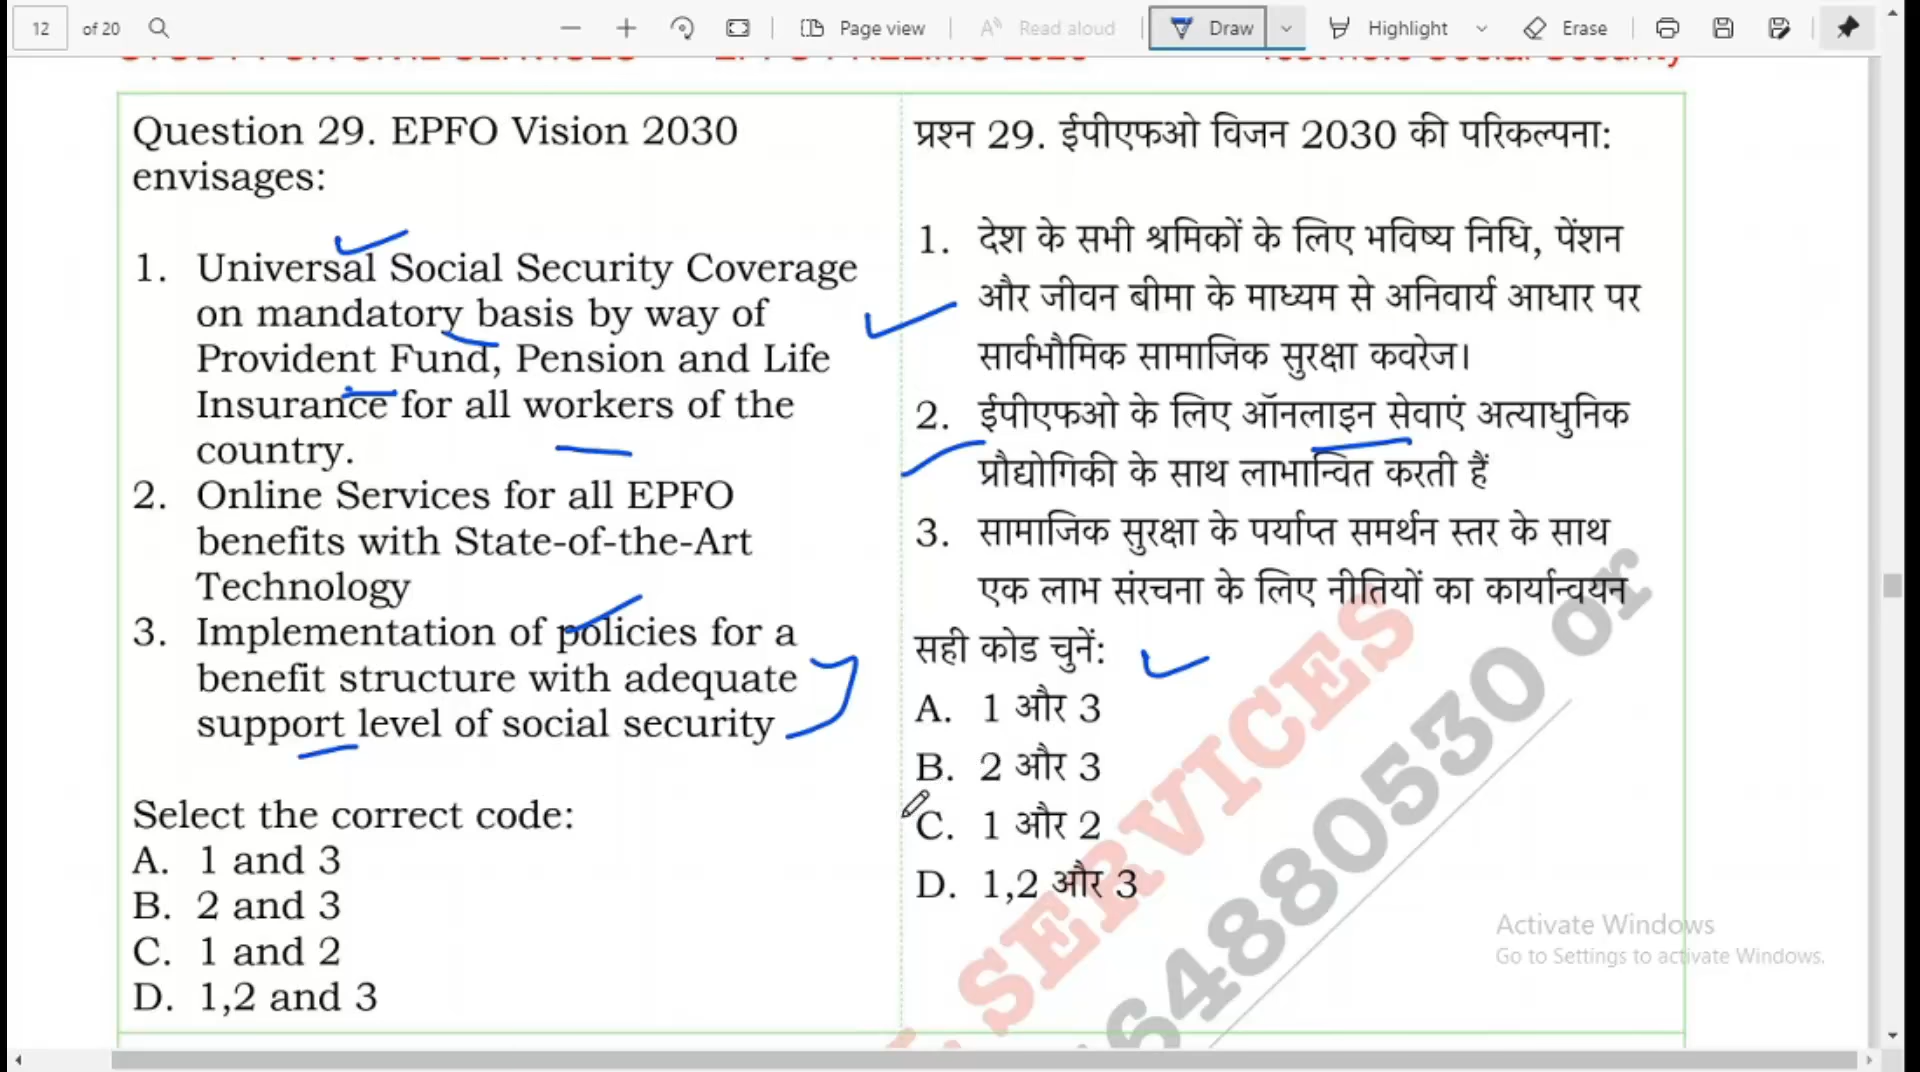 12 of 20 Page view Read aloud Draw Highlight Erase
Question 29. EPFO Vision 2030
envisages:
1. Universal Social Security Coverage
on mandatory basis by way of
Provident Fund, Pension and Life
Insurance for all workers of the
country.
2. Online Services for all EPFO
benefits with State-of-the-Art
Technology
3. Implementation of policies for a
benefit structure with adequate
support level of social security
Select the correct code:
A. 1 and 3
B. 2 and 3
C. 1 and 2
D. 1,2 and 3
प्रश्न 29. ईपीएफओ विजन 2030 की परिकल्पना:
1. देश के सभी श्रमिकों के लिए भविष्य निधि, पेंशन
और जीवन बीमा के माध्यम से अनिवार्य आधार पर
सार्वभौमिक सामाजिक सुरक्षा कवरेज।
2. ईपीएफओ के लिए ऑनलाइन सेवाएं अत्याधुनिक
प्रौद्योगिकी के साथ लाभान्वित करती हैं
3. सामाजिक सुरक्षा के पर्याप्त समर्थन स्तर के साथ
एक लाभ संरचना के लिए नीतियों का कार्यान्वयन
सही कोड चुनें:
A. 1 और 3
B. 2 और 3
C. 1 और 2
D. 1,2 और 3
SERVICES
64880530 or
Activate Windows
Go to Settings to activate Windows.